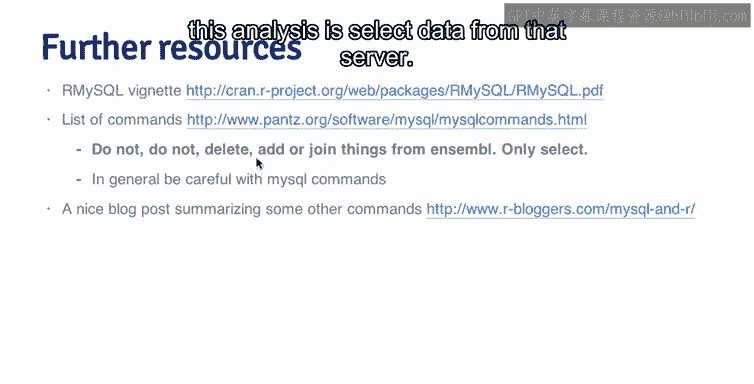 this analysis is select data from that
server.
Further resources
RMySQL vignette http://cran.r-project.org/web/packages/RMySQL/RMySQL.pdf
List of commands http://www.pantz.org/software/mysql/mysqlcommands.html
Do not, do not, delete, add or join things from ensembl. Only select.
In general be careful with mysql commands
A nice blog post summarizing some other commands http://www.r-bloggers.com/mysql-and-r/